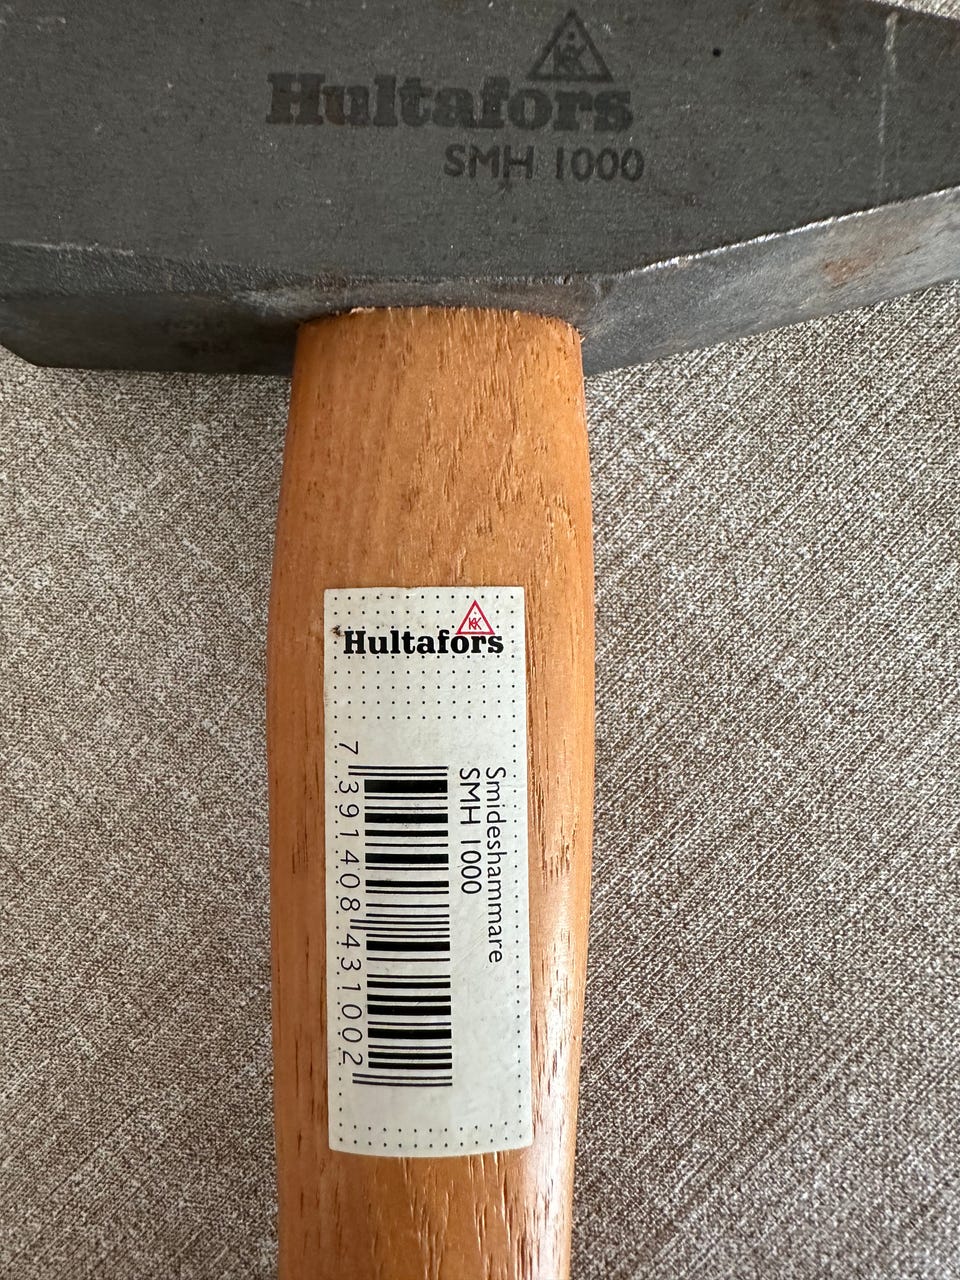 Hultafors
SMH 1000
Hultafors
Smideshammare
SMH 1000
7 391408 431002